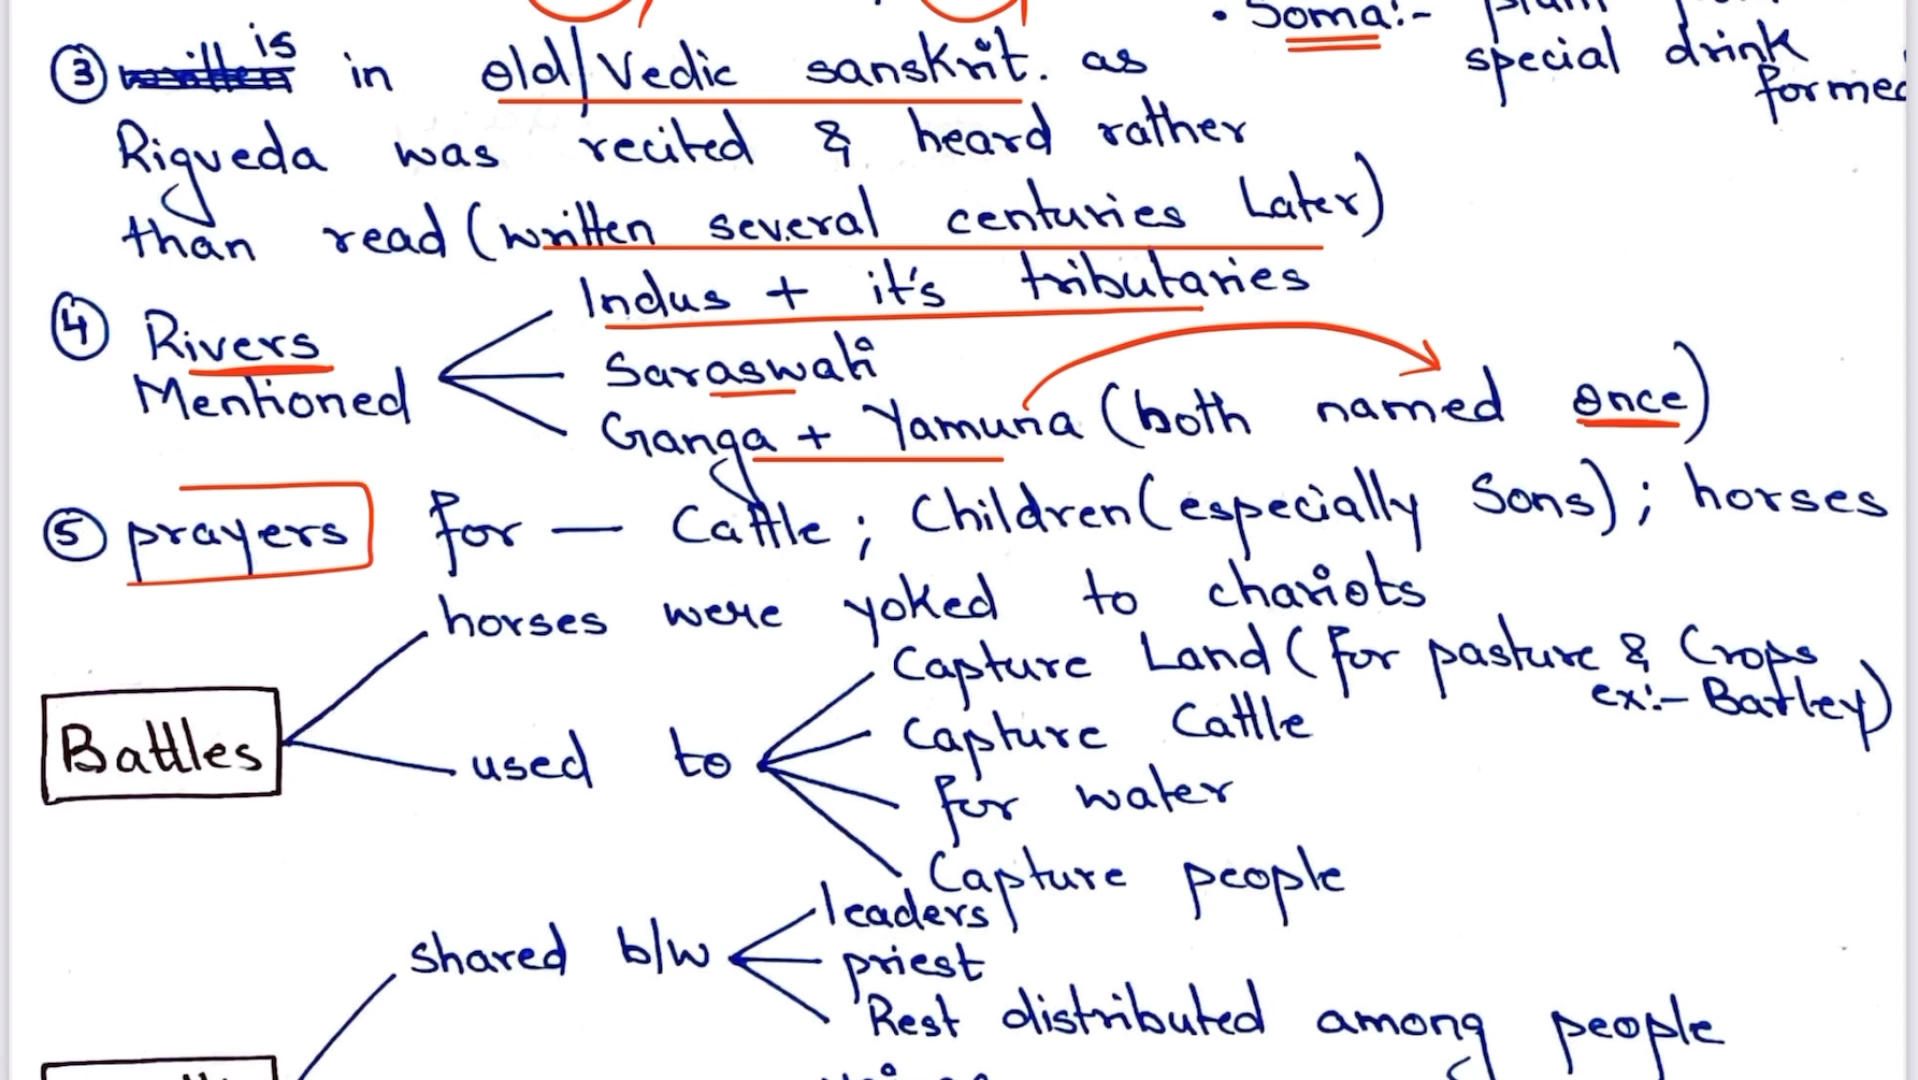 • Soma:-
special drink
formed
③ is in old/Vedic sanskrit. as
Rigveda was recited & heard rather
than read (written several centuries Later)
④ Rivers Mentioned
Indus + it's tributaries
Saraswati
Ganga + Yamuna (both named once)
⑤ prayers for — Cattle; Children (especially Sons); horses
Battles
horses were yoked to chariots
used to
Capture Land (for pasture & Crops
ex:- Barley)
Capture Cattle
for water
Capture people
shared b/w
leaders
priest
Rest distributed among people